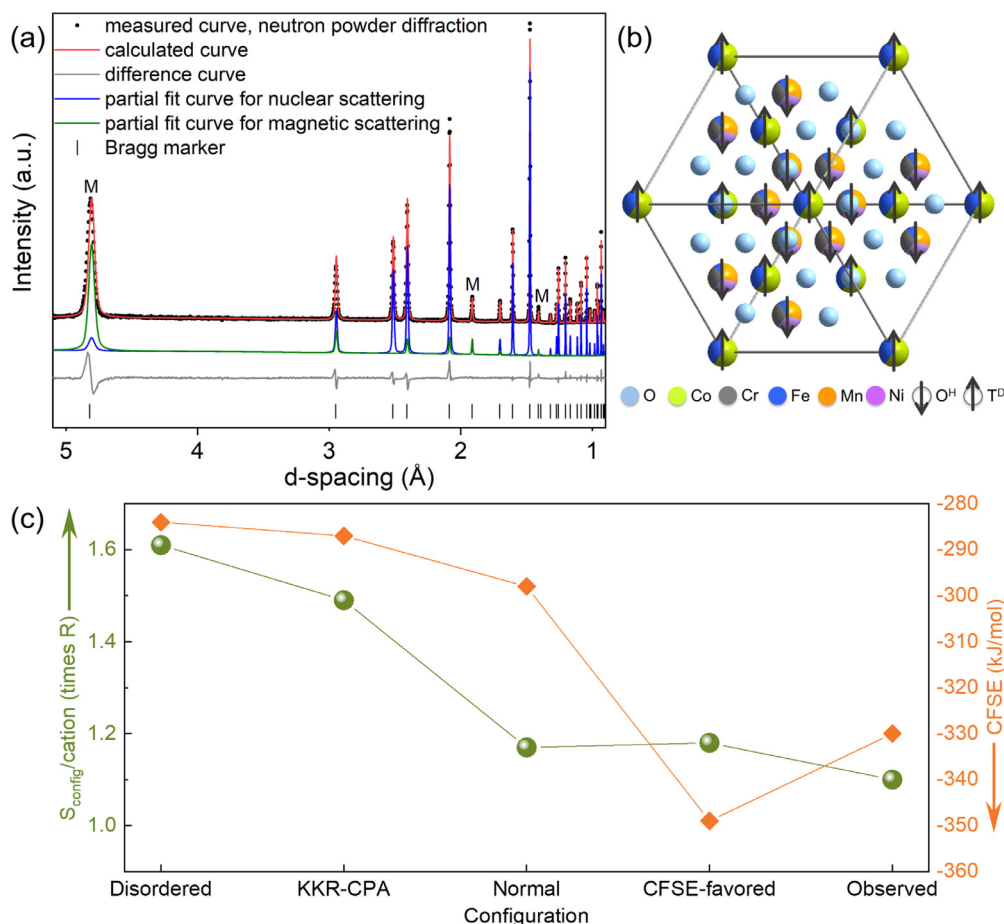 (a)
measured curve, neutron powder diffraction
calculated curve
difference curve
partial fit curve for nuclear scattering
partial fit curve for magnetic scattering
Bragg marker
M
M
M
Intensity (a.u.)
5 4 3 2 1
d-spacing (Å)
(b)
O Co Cr Fe Mn Ni Oᴴ Tᴰ
(c)
S_config/cation (times R)
1.6
1.4
1.2
1.0
-280
-290
-300
-310
-320
-330
-340
-350
-360
CFSE (kJ/mol)
Disordered KKR-CPA Normal CFSE-favored Observed
Configuration